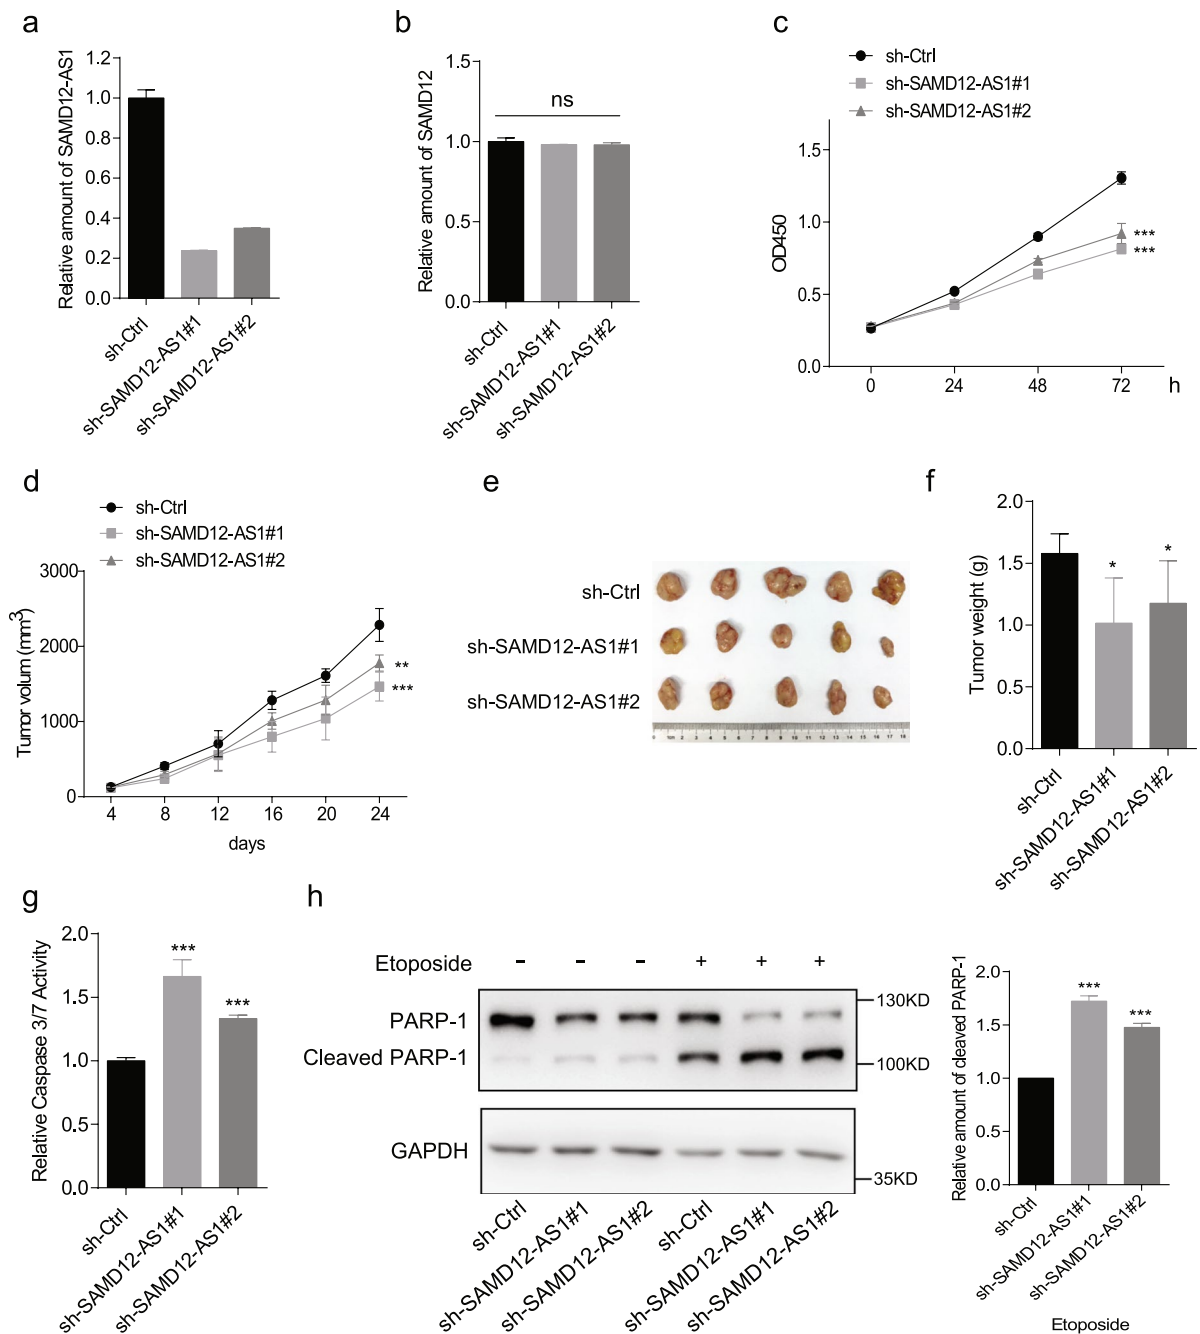 a
Relative amount of SAMD12-AS1
1.2
1.0
0.8
0.6
0.4
0.2
0.0
sh-Ctrl
sh-SAMD12-AS1#1
sh-SAMD12-AS1#2
b
Relative amount of SAMD12
1.5
1.0
0.5
0.0
ns
sh-Ctrl
sh-SAMD12-AS1#1
sh-SAMD12-AS1#2
c
sh-Ctrl
sh-SAMD12-AS1#1
sh-SAMD12-AS1#2
OD450
1.5
1.0
0.5
0.0
***
***
0 24 48 72 h
d
sh-Ctrl
sh-SAMD12-AS1#1
sh-SAMD12-AS1#2
Tumor volum (mm3)
3000
2000
1000
0
**
***
4 8 12 16 20 24
days
e
sh-Ctrl
sh-SAMD12-AS1#1
sh-SAMD12-AS1#2
f
Tumor weight (g)
2.0
1.5
1.0
0.5
0.0
*
*
sh-Ctrl
sh-SAMD12-AS1#1
sh-SAMD12-AS1#2
g
Relative Caspase 3/7 Activity
2.0
1.5
1.0
0.5
0.0
***
***
sh-Ctrl
sh-SAMD12-AS1#1
sh-SAMD12-AS1#2
h
Etoposide - - - + + +
PARP-1
Cleaved PARP-1
130KD
100KD
GAPDH
35KD
sh-Ctrl
sh-SAMD12-AS1#1
sh-SAMD12-AS1#2
sh-Ctrl
sh-SAMD12-AS1#1
sh-SAMD12-AS1#2
Relative amount of cleaved PARP-1
2.0
1.5
1.0
0.5
0.0
***
***
sh-Ctrl
sh-SAMD12-AS1#1
sh-SAMD12-AS1#2
Etoposide